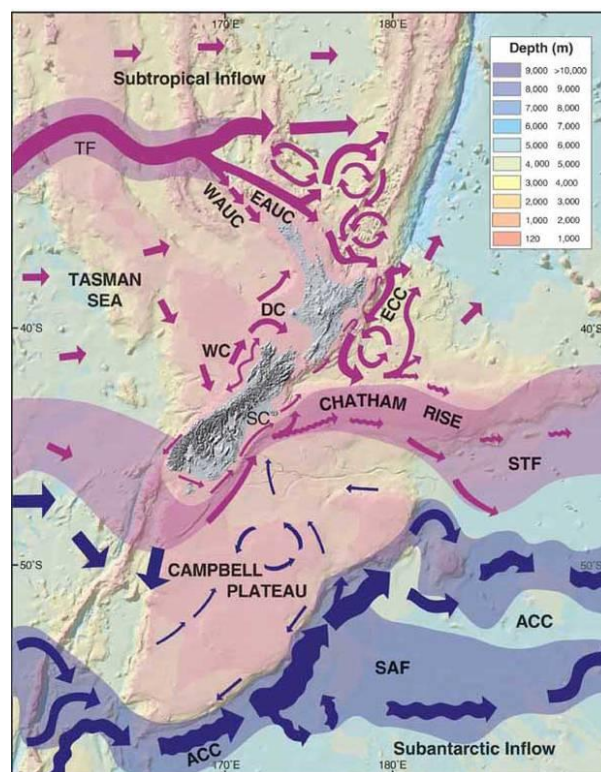 170°E
180°E
Depth (m)
9,000 >10,000
8,000 9,000
7,000 8,000
6,000 7,000
5,000 6,000
4,000 5,000
3,000 4,000
2,000 3,000
1,000 2,000
120 1,000
Subtropical Inflow
TF
WAUC
EAUC
TASMAN
SEA
DC
ECC
40°S
40°S
WC
SC
CHATHAM RISE
STF
50°S
50°S
CAMPBELL
PLATEAU
ACC
SAF
ACC
Subantarctic Inflow
170°E
180°E